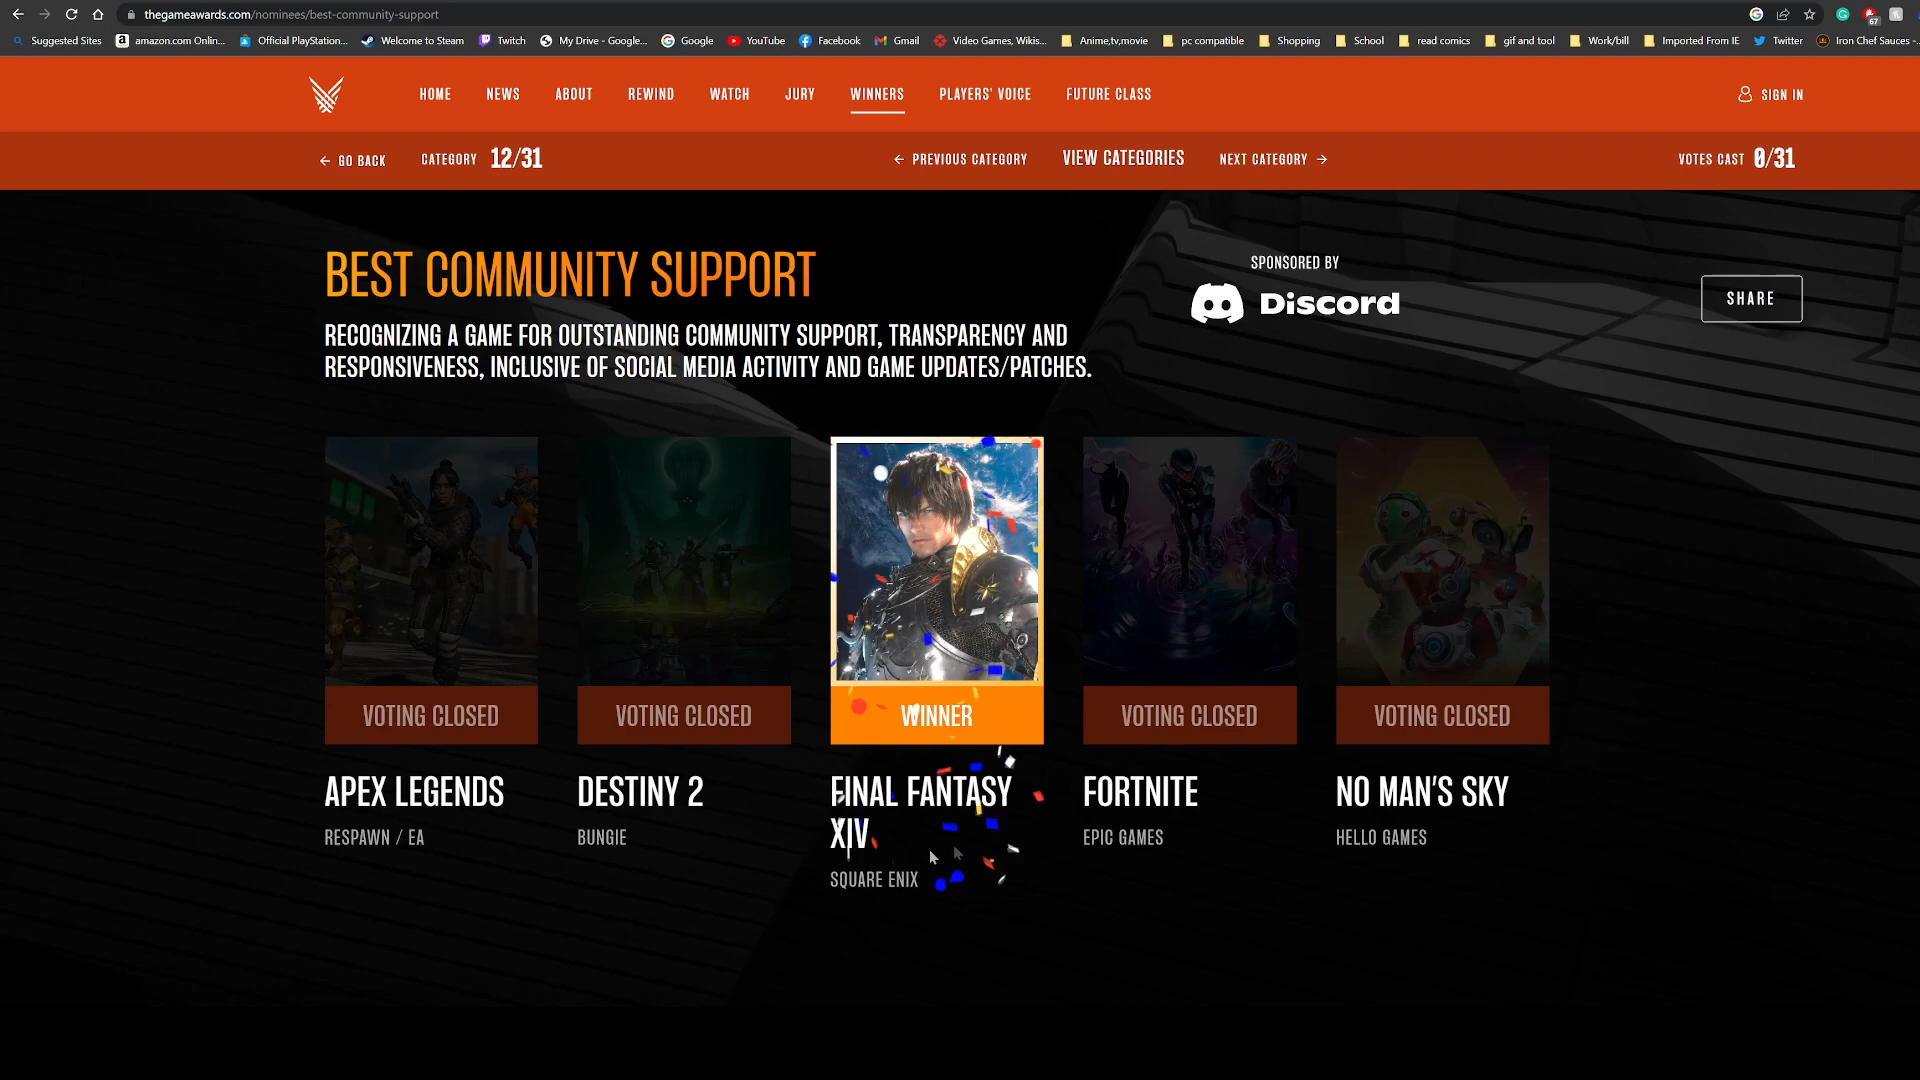 thegameawards.com/nominees/best-community-support
67
Suggested Sites
amazon.com Onlin...
Official PlayStation...
Welcome to Steam
Twitch
My Drive - Google...
Google
YouTube
Facebook
Gmail
Video Games, Wikis...
Anime,tv,movie
pc compatible
Shopping
School
read comics
gif and tool
Work/bill
Imported From IE
Twitter
Iron Chef Sauces -...
HOME
NEWS
ABOUT
REWIND
WATCH
JURY
WINNERS
PLAYERS' VOICE
FUTURE CLASS
SIGN IN
GO BACK
CATEGORY 12/31
PREVIOUS CATEGORY
VIEW CATEGORIES
NEXT CATEGORY
VOTES CAST 0/31
BEST COMMUNITY SUPPORT
RECOGNIZING A GAME FOR OUTSTANDING COMMUNITY SUPPORT, TRANSPARENCY AND
RESPONSIVENESS, INCLUSIVE OF SOCIAL MEDIA ACTIVITY AND GAME UPDATES/PATCHES.
SPONSORED BY
Discord
SHARE
VOTING CLOSED
APEX LEGENDS
RESPAWN / EA
VOTING CLOSED
DESTINY 2
BUNGIE
WINNER
FINAL FANTASY
XIV
SQUARE ENIX
VOTING CLOSED
FORTNITE
EPIC GAMES
VOTING CLOSED
NO MAN'S SKY
HELLO GAMES